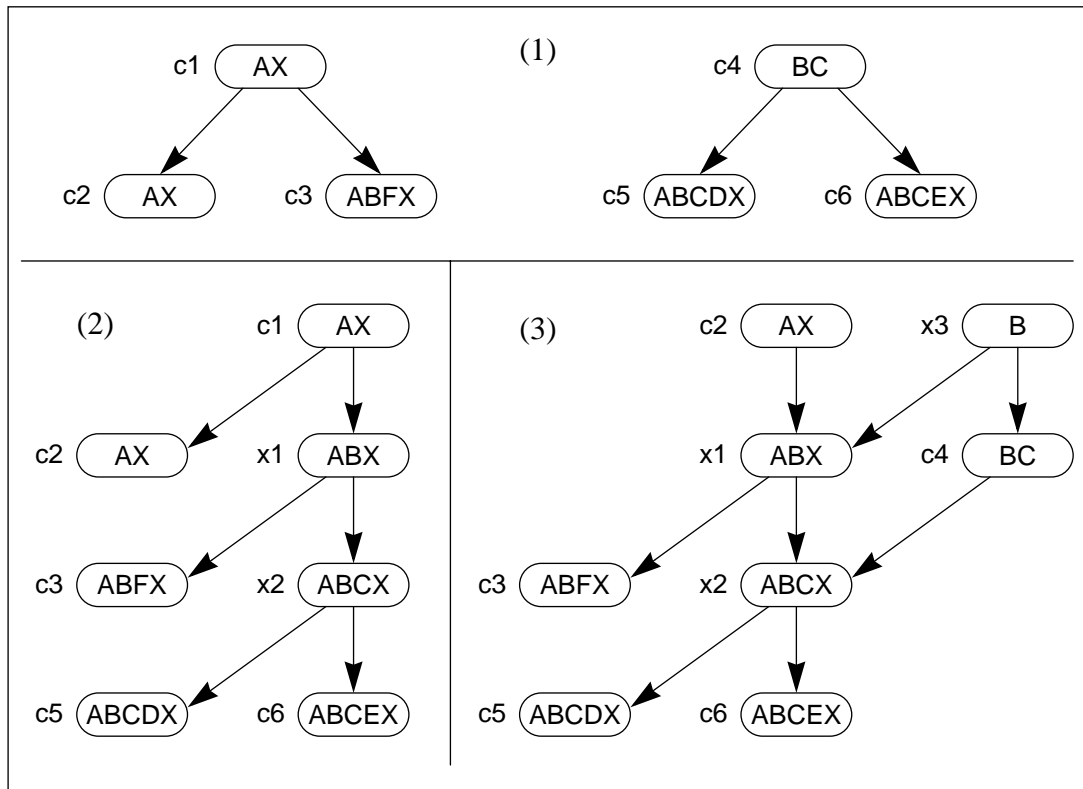 (1)
c1 AX
c4 BC
c2 AX
c3 ABFX
c5 ABCDX
c6 ABCEX
(2)
c1 AX
c2 AX
x1 ABX
c3 ABFX
x2 ABCX
c5 ABCDX
c6 ABCEX
(3)
c2 AX
x3 B
x1 ABX
c4 BC
c3 ABFX
x2 ABCX
c5 ABCDX
c6 ABCEX